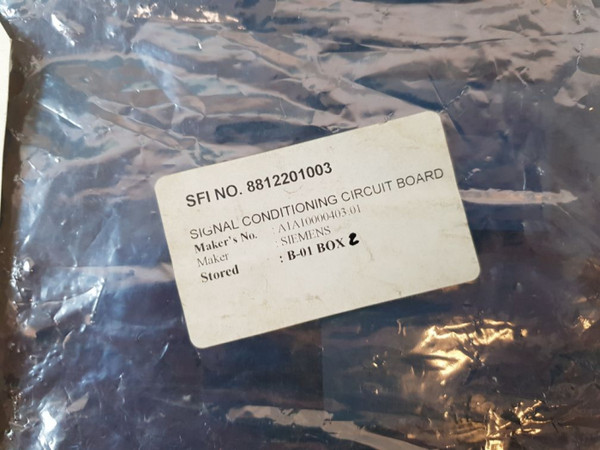 SFI NO. 8812201003
SIGNAL CONDITIONING CIRCUIT BOARD
Maker's No. : A1A10000403.01
Maker : SIEMENS
Stored : B-01 BOX 2